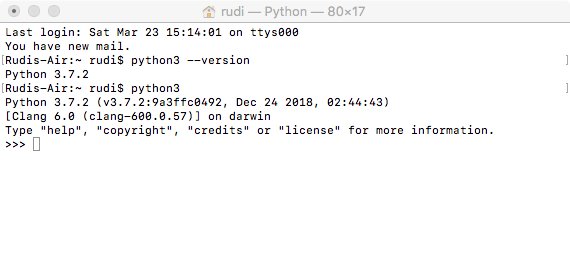 rudi — Python — 80×17
Last login: Sat Mar 23 15:14:01 on ttys000
You have new mail.
[Rudis-Air:~ rudi$ python3 --version ]
Python 3.7.2
[Rudis-Air:~ rudi$ python3 ]
Python 3.7.2 (v3.7.2:9a3ffc0492, Dec 24 2018, 02:44:43)
[Clang 6.0 (clang-600.0.57)] on darwin
Type "help", "copyright", "credits" or "license" for more information.
>>>